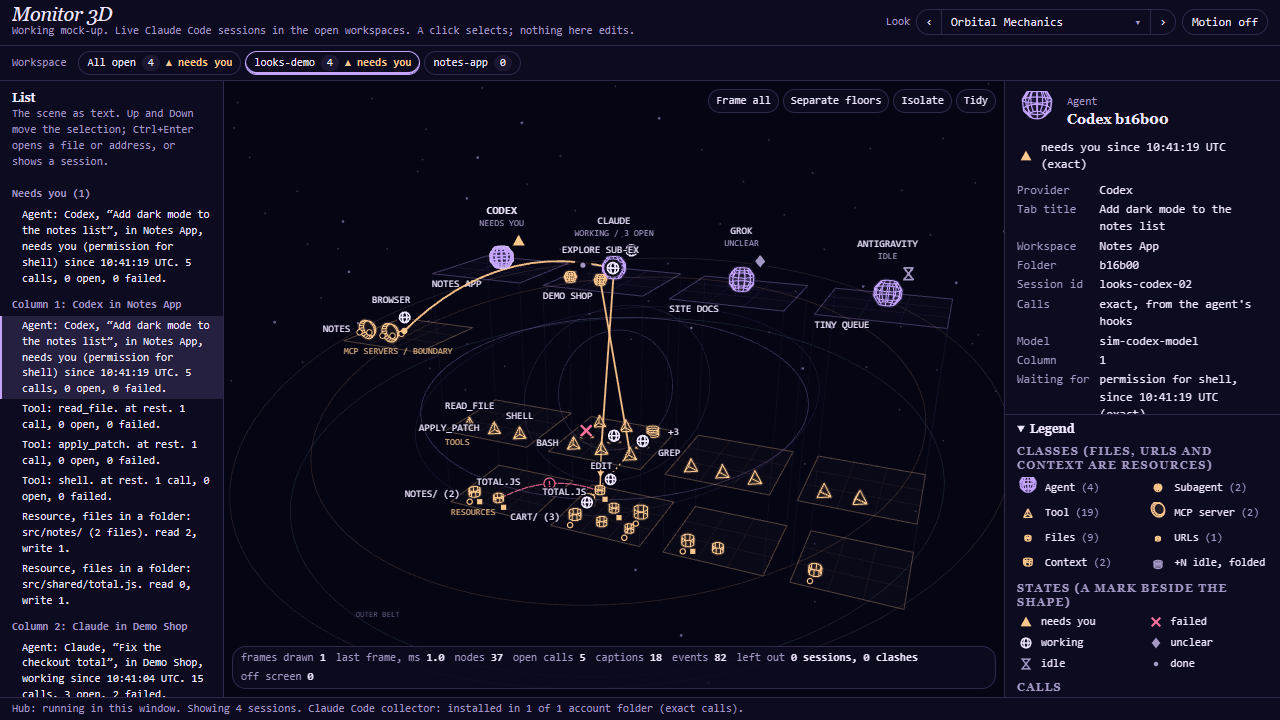 Monitor 3D
Working mock-up. Live Claude Code sessions in the open workspaces. A click selects; nothing here edits.
Look ‹ Orbital Mechanics ▾ › Motion off
Workspace All open 4 ▲ needs you looks-demo 4 ▲ needs you notes-app 0
List
The scene as text. Up and Down
move the selection; Ctrl+Enter
opens a file or address, or
shows a session.
Needs you (1)
Agent: Codex, “Add dark mode to
the notes list”, in Notes App,
needs you (permission for
shell) since 10:41:19 UTC. 5
calls, 0 open, 0 failed.
Column 1: Codex in Notes App
Agent: Codex, “Add dark mode to
the notes list”, in Notes App,
needs you (permission for
shell) since 10:41:19 UTC. 5
calls, 0 open, 0 failed.
Tool: read_file. at rest. 1
call, 0 open, 0 failed.
Tool: apply_patch. at rest. 1
call, 0 open, 0 failed.
Tool: shell. at rest. 1 call, 0
open, 0 failed.
Resource, files in a folder:
src/notes/ (2 files). read 2,
write 1.
Resource, files in a folder:
src/shared/total.js. read 0,
write 1.
Column 2: Claude in Demo Shop
Agent: Claude, “Fix the
checkout total”, in Demo Shop,
working since 10:41:04 UTC. 15
calls, 3 open, 2 failed.
Frame all Separate floors Isolate Tidy
CODEX
NEEDS YOU
CLAUDE
WORKING / 3 OPEN
EXPLORE SUB-EX
GROK
UNCLEAR
ANTIGRAVITY
IDLE
NOTES APP
DEMO SHOP
SITE DOCS
TINY QUEUE
BROWSER
NOTES
MCP SERVERS / BOUNDARY
READ_FILE
SHELL
APPLY_PATCH
TOOLS
BASH
+3
GREP
EDIT
TOTAL.JS
TOTAL.JS
NOTES/ (2)
RESOURCES
CART/ (3)
OUTER BELT
frames drawn 1 last frame, ms 1.0 nodes 37 open calls 5 captions 18 events 82 left out 0 sessions, 0 clashes
off screen 0
Agent
Codex b16b00
needs you since 10:41:19 UTC
(exact)
Provider Codex
Tab title Add dark mode to the
notes list
Workspace Notes App
Folder b16b00
Session id looks-codex-02
Calls exact, from the agent's
hooks
Model sim-codex-model
Column 1
Waiting for permission for shell,
since 10:41:19 UTC
(exact)
▼ Legend
CLASSES (FILES, URLS AND
CONTEXT ARE RESOURCES)
Agent (4) Subagent (2)
Tool (19) MCP server (2)
Files (9) URLs (1)
Context (2) +N idle, folded
STATES (A MARK BESIDE THE
SHAPE)
needs you failed
working unclear
idle done
CALLS
Hub: running in this window. Showing 4 sessions. Claude Code collector: installed in 1 of 1 account folder (exact calls).